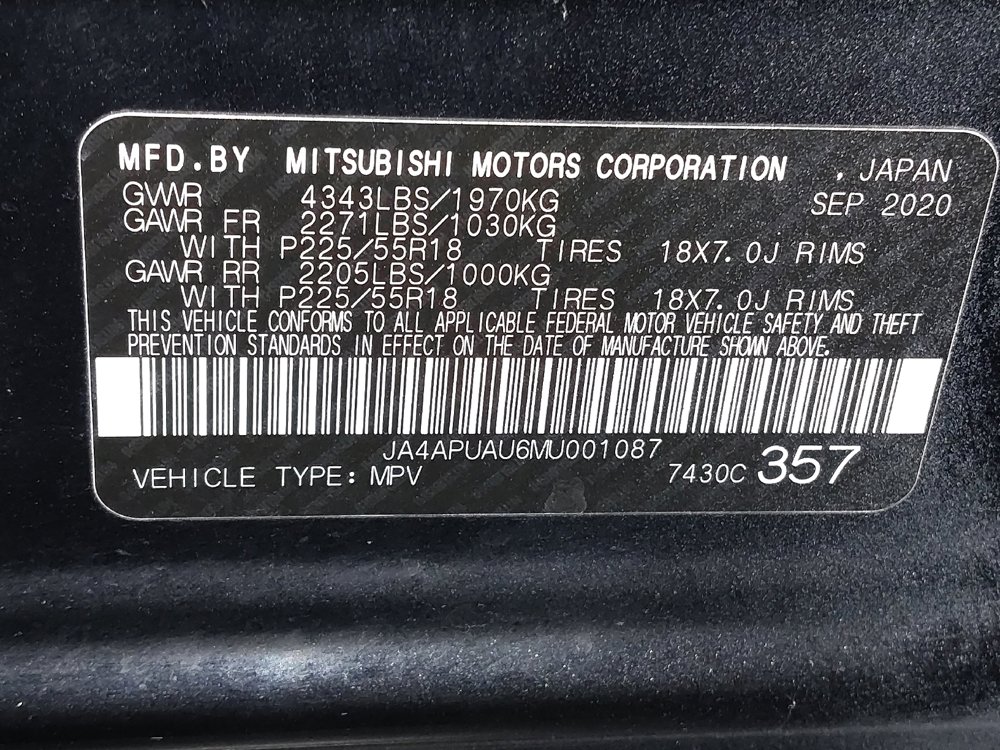 MFD.BY MITSUBISHI MOTORS CORPORATION , JAPAN
GVWR 4343LBS/1970KG SEP 2020
GAWR FR 2271LBS/1030KG
WITH P225/55R18 TIRES 18X7.0J RIMS
GAWR RR 2205LBS/1000KG
WITH P225/55R18 TIRES 18X7.0J RIMS
THIS VEHICLE CONFORMS TO ALL APPLICABLE FEDERAL MOTOR VEHICLE SAFETY AND THEFT
PREVENTION STANDARDS IN EFFECT ON THE DATE OF MANUFACTURE SHOWN ABOVE.
JA4APUAU6MU001087
VEHICLE TYPE: MPV 7430C 357